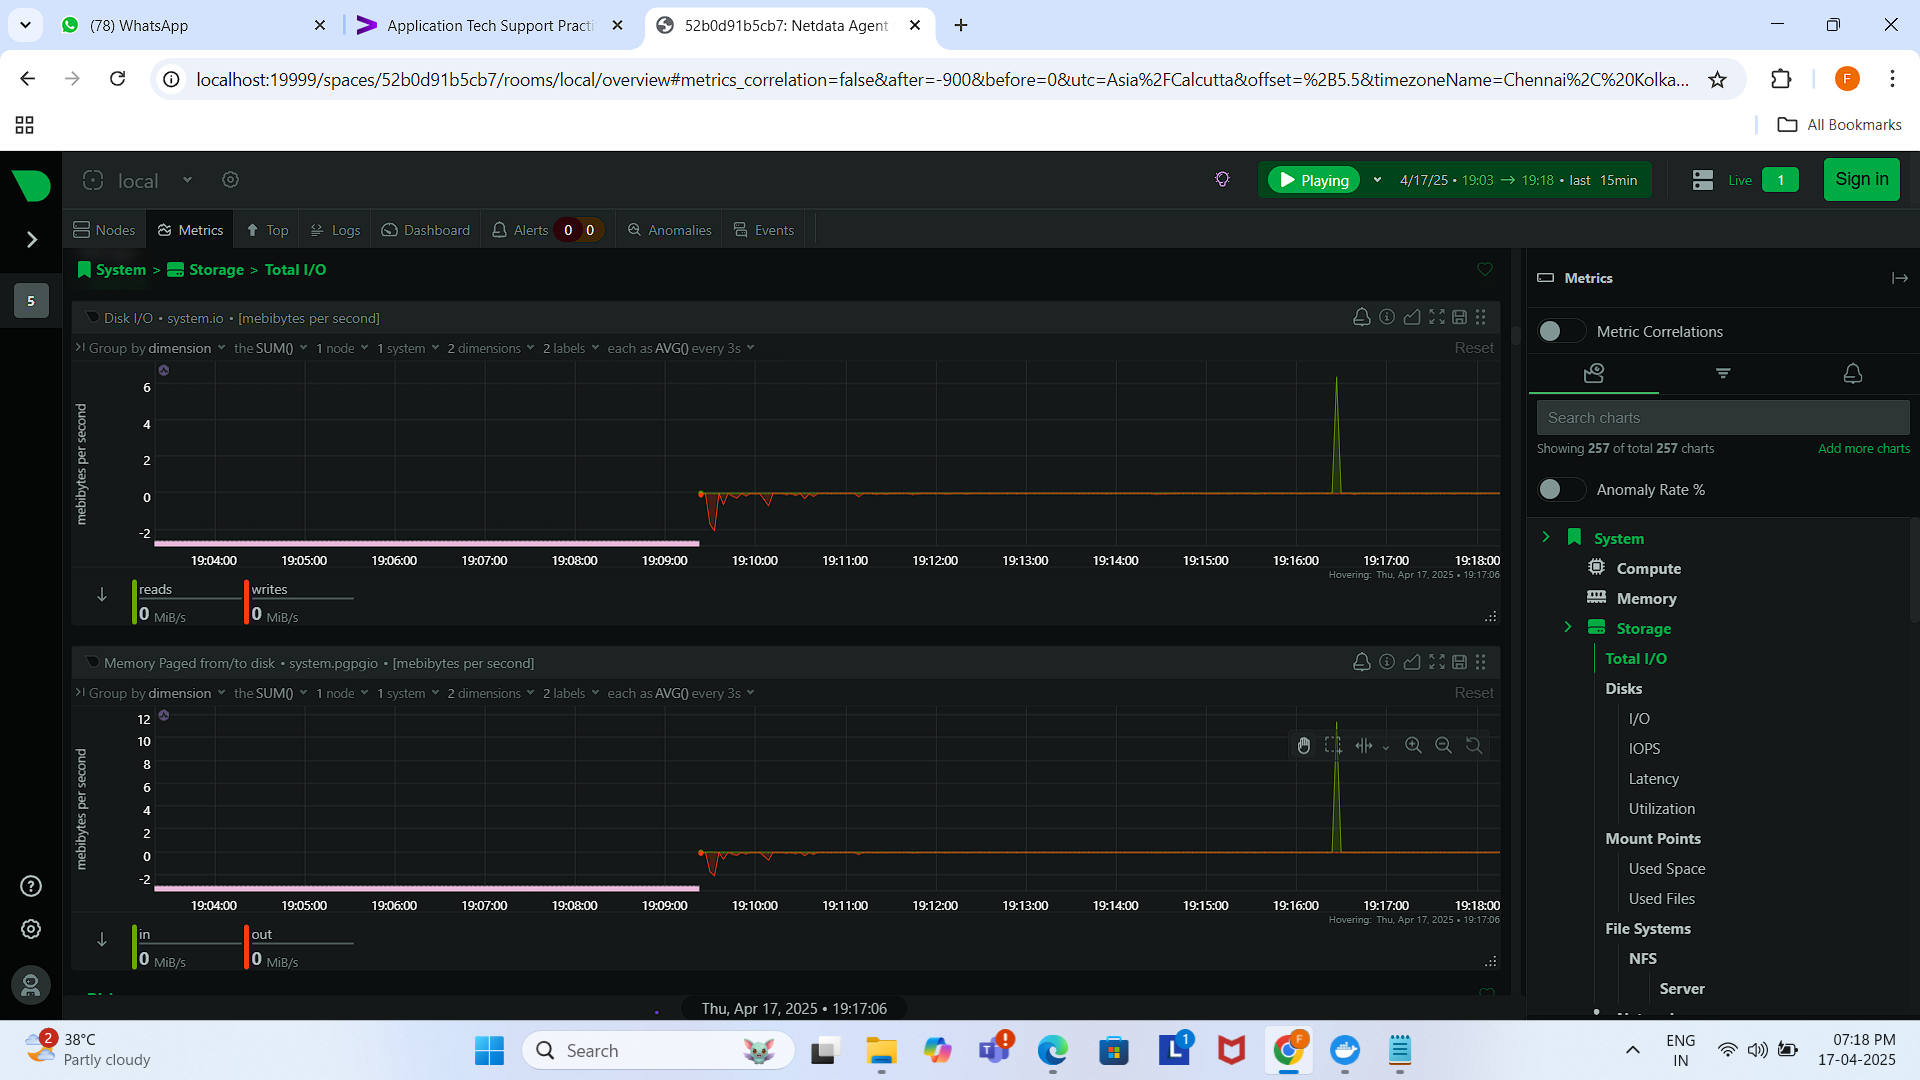 (78) WhatsApp
Application Tech Support Practi
52b0d91b5cb7: Netdata Agent
localhost:19999/spaces/52b0d91b5cb7/rooms/local/overview#metrics_correlation=false&after=-900&before=0&utc=Asia%2FCalcutta&offset=%2B5.5&timezoneName=Chennai%2C%20Kolka...
F
All Bookmarks
local
Playing
4/17/25 • 19:03 → 19:18 • last 15min
Live
1
Sign in
Nodes
Metrics
Top
Logs
Dashboard
Alerts 0 0
Anomalies
Events
5
System > Storage > Total I/O
Disk I/O • system.io • [mebibytes per second]
Group by dimension the SUM() 1 node 1 system 2 dimensions 2 labels each as AVG() every 3s
Reset
mebibytes per second
6
4
2
0
-2
19:04:00 19:05:00 19:06:00 19:07:00 19:08:00 19:09:00 19:10:00 19:11:00 19:12:00 19:13:00 19:14:00 19:15:00 19:16:00 19:17:00 19:18:00
Hovering: Thu, Apr 17, 2025 • 19:17:06
reads writes
0 MiB/s 0 MiB/s
Memory Paged from/to disk • system.pgpgio • [mebibytes per second]
Group by dimension the SUM() 1 node 1 system 2 dimensions 2 labels each as AVG() every 3s
Reset
mebibytes per second
12
10
8
6
4
2
0
-2
19:04:00 19:05:00 19:06:00 19:07:00 19:08:00 19:09:00 19:10:00 19:11:00 19:12:00 19:13:00 19:14:00 19:15:00 19:16:00 19:17:00 19:18:00
Hovering: Thu, Apr 17, 2025 • 19:17:06
in out
0 MiB/s 0 MiB/s
Thu, Apr 17, 2025 • 19:17:06
Metrics
Metric Correlations
Search charts
Showing 257 of total 257 charts
Add more charts
Anomaly Rate %
System
Compute
Memory
Storage
Total I/O
Disks
I/O
IOPS
Latency
Utilization
Mount Points
Used Space
Used Files
File Systems
NFS
Server
2
38°C
Partly cloudy
Search
1
F
ENG
IN
07:18 PM
17-04-2025